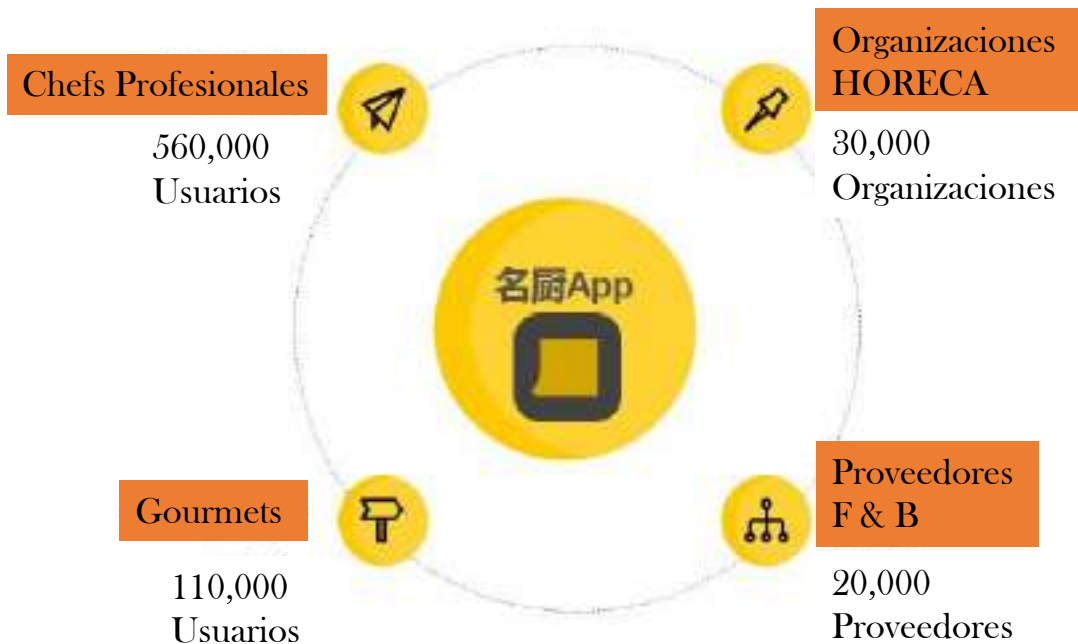 Chefs Profesionales
560,000
Usuarios
Organizaciones
HORECA
30,000
Organizaciones
名厨App
Gourmets
110,000
Usuarios
Proveedores
F & B
20,000
Proveedores